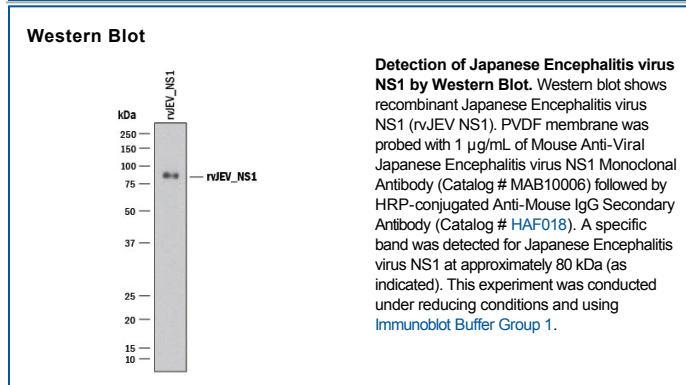 Western Blot
rvJEV_NS1
kDa
250
150
100
75
50
37
25
20
15
10
rvJEV_NS1
Detection of Japanese Encephalitis virus
NS1 by Western Blot. Western blot shows
recombinant Japanese Encephalitis virus
NS1 (rvJEV NS1). PVDF membrane was
probed with 1 µg/mL of Mouse Anti-Viral
Japanese Encephalitis virus NS1 Monoclonal
Antibody (Catalog # MAB10006) followed by
HRP-conjugated Anti-Mouse IgG Secondary
Antibody (Catalog # HAF018). A specific
band was detected for Japanese Encephalitis
virus NS1 at approximately 80 kDa (as
indicated). This experiment was conducted
under reducing conditions and using
Immunoblot Buffer Group 1.